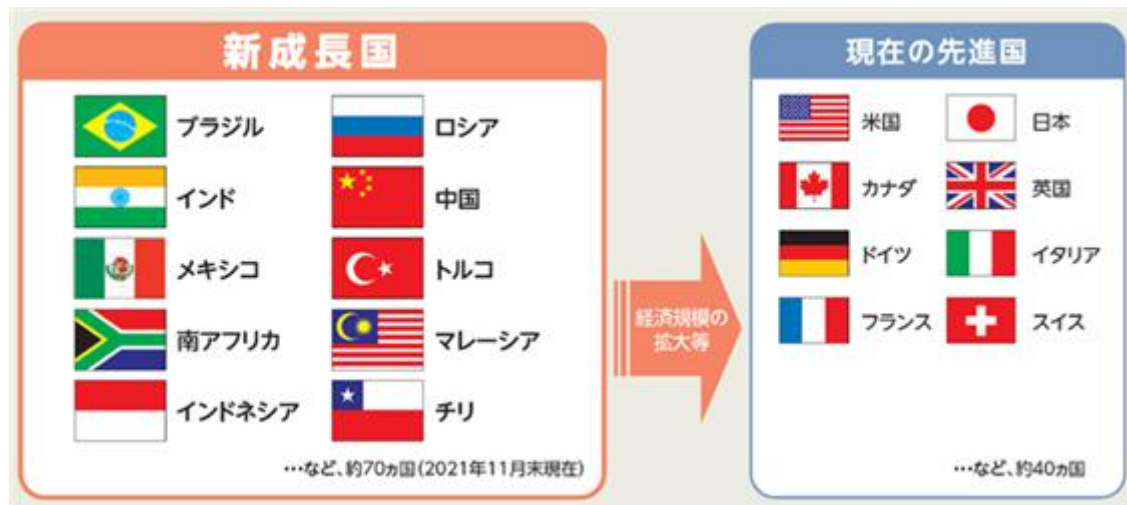 新成長国
ブラジル
ロシア
インド
中国
メキシコ
トルコ
南アフリカ
マレーシア
インドネシア
チリ
…など、約70ヵ国(2021年11月末現在)
経済規模の
拡大等
現在の先進国
米国
日本
カナダ
英国
ドイツ
イタリア
フランス
スイス
…など、約40ヵ国